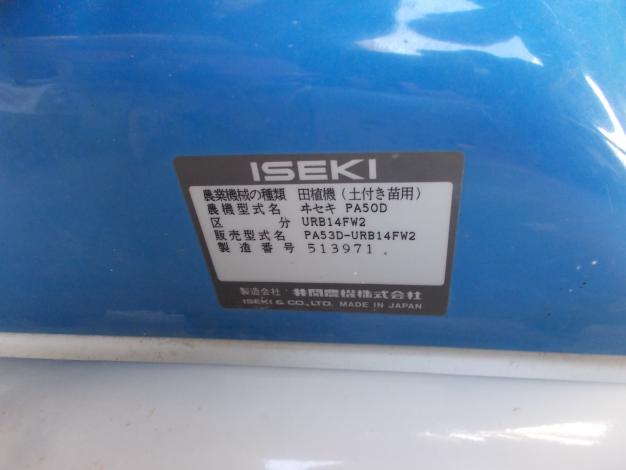 ISEKI
農業機械の種類 田植機(土付き苗用)
農機型式名 ヰセキ PA50D
区分 URB14FW2
販売型式名 PA53D-URB14FW2
製造番号 513971
製造会社・井関農機株式会社
ISEKI & CO., LTD. MADE IN JAPAN